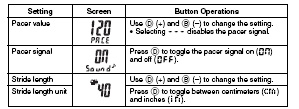 Setting Screen Button Operations
Pacer value
120
PACE
Use Ⓓ (+) and Ⓑ (−) to change the setting.
• Selecting - - - disables the pacer signal.
Pacer signal
ON
Sound
Press Ⓓ to toggle the pacer signal on (ON)
and off (OFF).
Stride length
40
Use Ⓓ (+) and Ⓑ (−) to change the setting.
Stride length unit
Press Ⓓ to toggle between centimeters (Cm)
and inches (in).